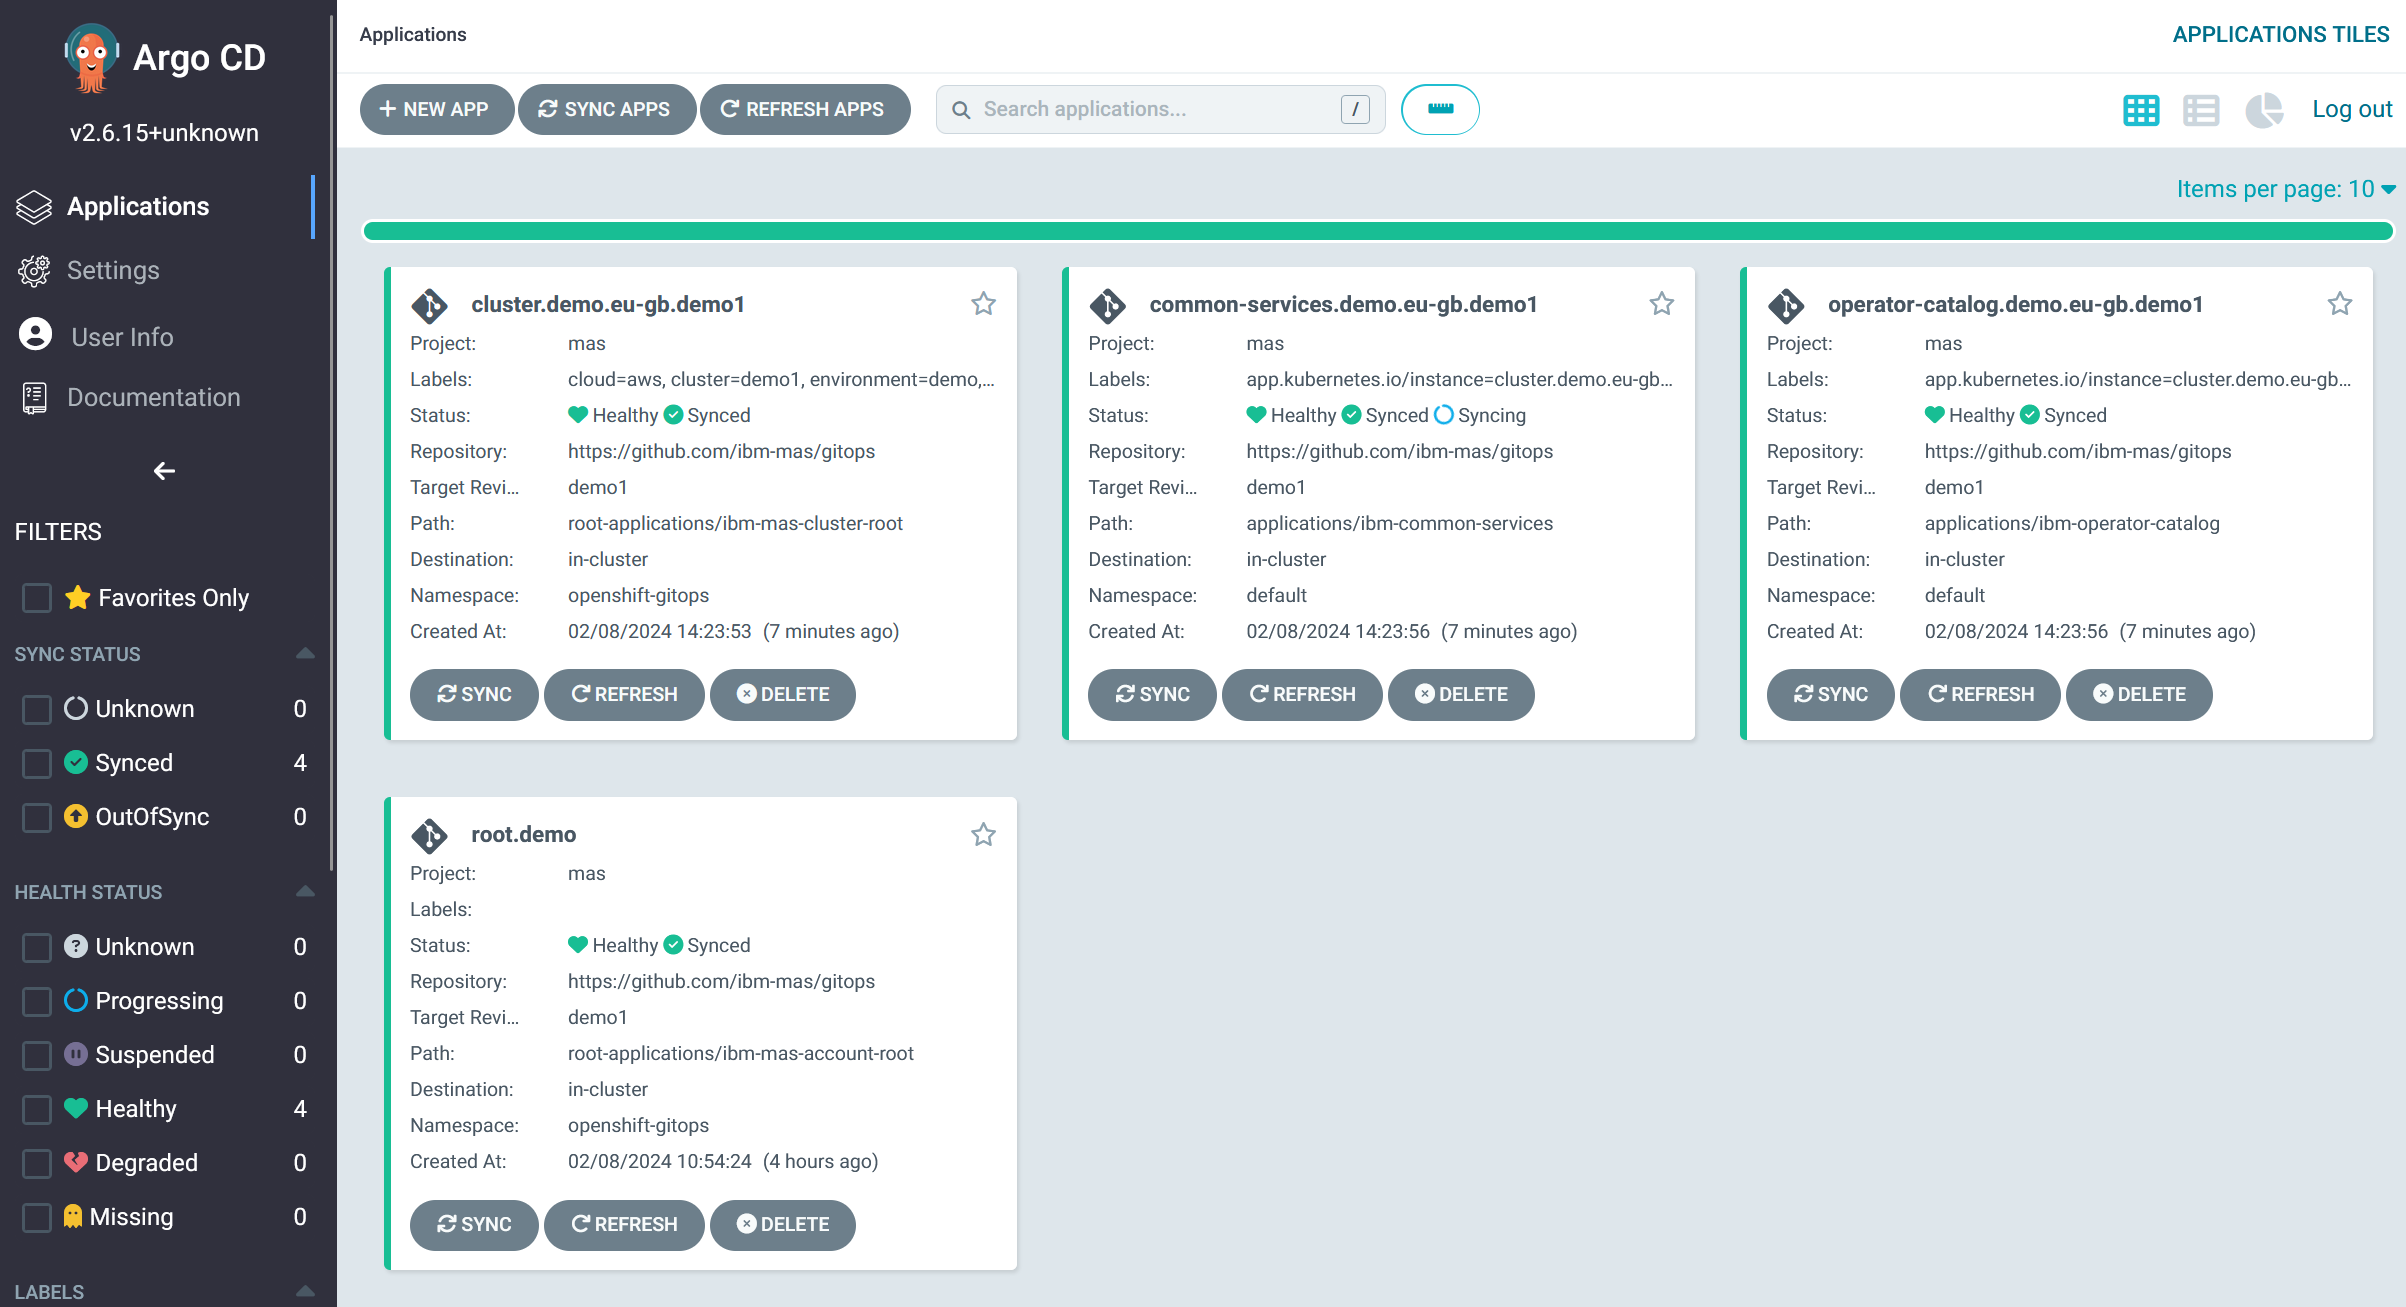 Argo CD
v2.6.15+unknown
Applications
Settings
User Info
Documentation
FILTERS
Favorites Only
SYNC STATUS
Unknown 0
Synced 4
OutOfSync 0
HEALTH STATUS
Unknown 0
Progressing 0
Suspended 0
Healthy 4
Degraded 0
Missing 0
LABELS
Applications
APPLICATIONS TILES
NEW APP SYNC APPS REFRESH APPS Search applications... / Log out
Items per page: 10
cluster.demo.eu-gb.demo1
Project: mas
Labels: cloud=aws, cluster=demo1, environment=demo,...
Status: Healthy Synced
Repository: https://github.com/ibm-mas/gitops
Target Revi... demo1
Path: root-applications/ibm-mas-cluster-root
Destination: in-cluster
Namespace: openshift-gitops
Created At: 02/08/2024 14:23:53 (7 minutes ago)
SYNC REFRESH DELETE
common-services.demo.eu-gb.demo1
Project: mas
Labels: app.kubernetes.io/instance=cluster.demo.eu-gb...
Status: Healthy Synced Syncing
Repository: https://github.com/ibm-mas/gitops
Target Revi... demo1
Path: applications/ibm-common-services
Destination: in-cluster
Namespace: default
Created At: 02/08/2024 14:23:56 (7 minutes ago)
SYNC REFRESH DELETE
operator-catalog.demo.eu-gb.demo1
Project: mas
Labels: app.kubernetes.io/instance=cluster.demo.eu-gb...
Status: Healthy Synced
Repository: https://github.com/ibm-mas/gitops
Target Revi... demo1
Path: applications/ibm-operator-catalog
Destination: in-cluster
Namespace: default
Created At: 02/08/2024 14:23:56 (7 minutes ago)
SYNC REFRESH DELETE
root.demo
Project: mas
Labels:
Status: Healthy Synced
Repository: https://github.com/ibm-mas/gitops
Target Revi... demo1
Path: root-applications/ibm-mas-account-root
Destination: in-cluster
Namespace: openshift-gitops
Created At: 02/08/2024 10:54:24 (4 hours ago)
SYNC REFRESH DELETE